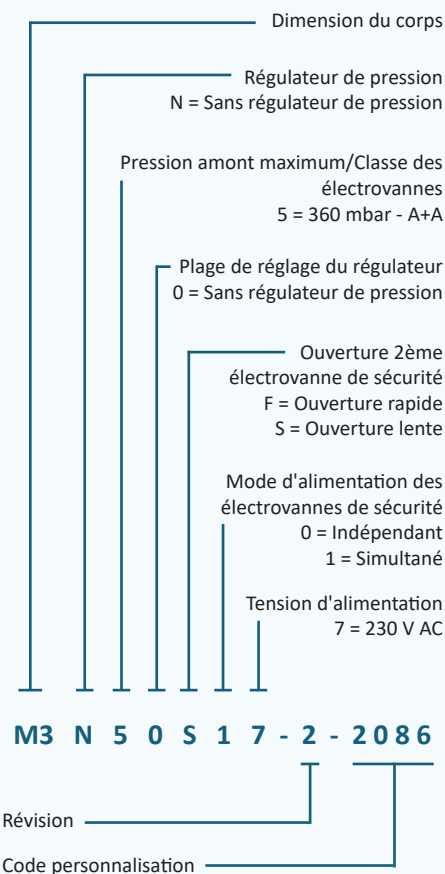 Dimension du corps
Régulateur de pression
N = Sans régulateur de pression
Pression amont maximum/Classe des
électrovannes
5 = 360 mbar - A+A
Plage de réglage du régulateur
0 = Sans régulateur de pression
Ouverture 2ème
électrovanne de sécurité
F = Ouverture rapide
S = Ouverture lente
Mode d'alimentation des
électrovannes de sécurité
0 = Indépendant
1 = Simultané
Tension d'alimentation
7 = 230 V AC
M3 N 5 0 S 1 7 - 2 - 2086
Révision
Code personnalisation